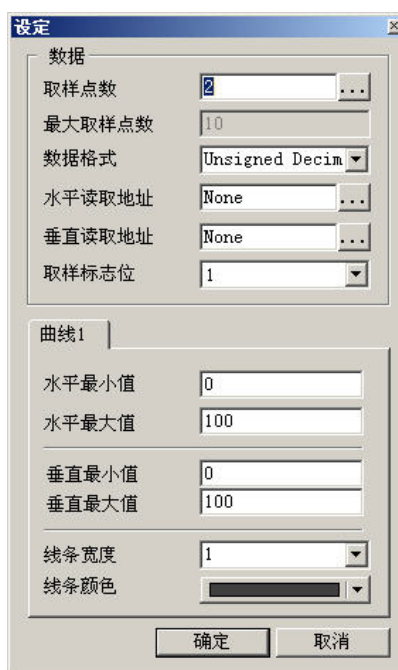 设定
数据
取样点数 2 ...
最大取样点数 10
数据格式 Unsigned Decim
水平读取地址 None ...
垂直读取地址 None ...
取样标志位 1
曲线1
水平最小值 0
水平最大值 100
垂直最小值 0
垂直最大值 100
线条宽度 1
线条颜色
确定 取消